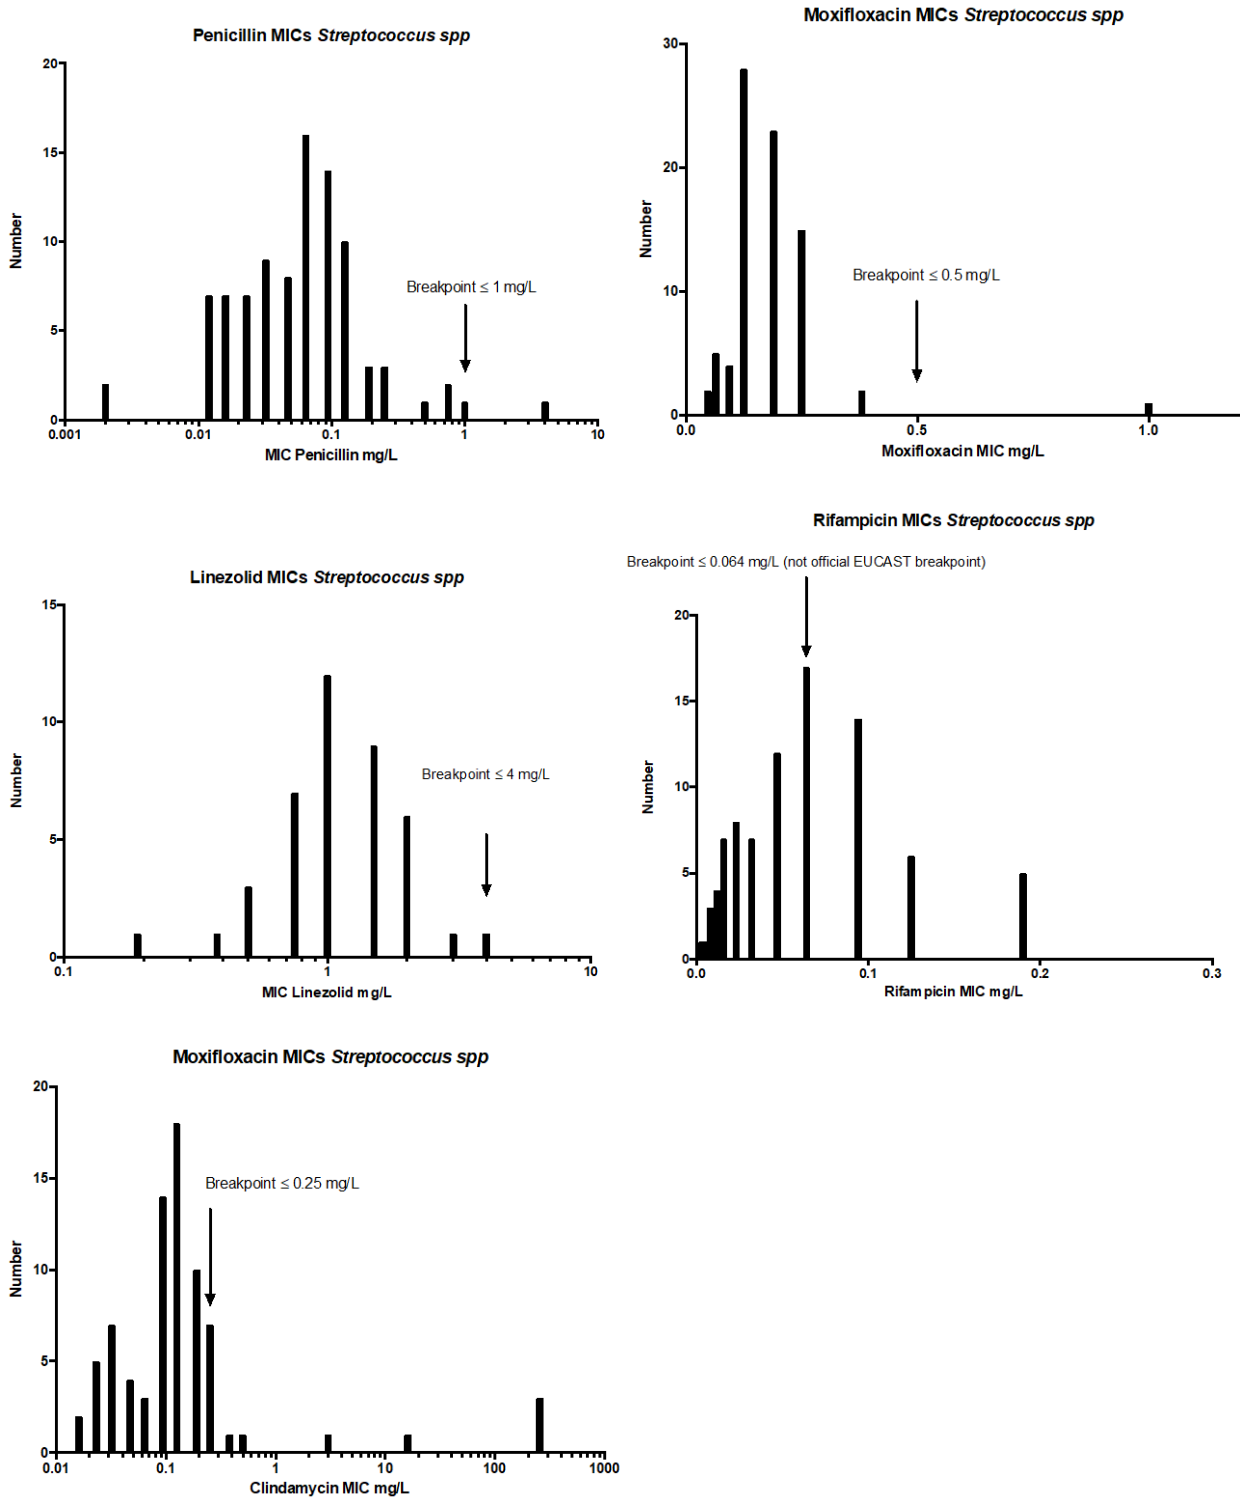 Penicillin MICs Streptococcus spp
20
15
10
5
0
Number
Breakpoint ≤ 1 mg/L
0.001
0.01
0.1
1
10
MIC Penicillin mg/L
Moxifloxacin MICs Streptococcus spp
30
20
10
0
Number
Breakpoint ≤ 0.5 mg/L
0.0
0.5
1.0
Moxifloxacin MIC mg/L
Linezolid MICs Streptococcus spp
15
10
5
0
Number
Breakpoint ≤ 4 mg/L
0.1
1
10
MIC Linezolid mg/L
Rifampicin MICs Streptococcus spp
Breakpoint ≤ 0.064 mg/L (not official EUCAST breakpoint)
20
15
10
5
0
Number
0.0
0.1
0.2
0.3
Rifampicin MIC mg/L
Moxifloxacin MICs Streptococcus spp
20
15
10
5
0
Number
Breakpoint ≤ 0.25 mg/L
0.01
0.1
1
10
100
1000
Clindamycin MIC mg/L